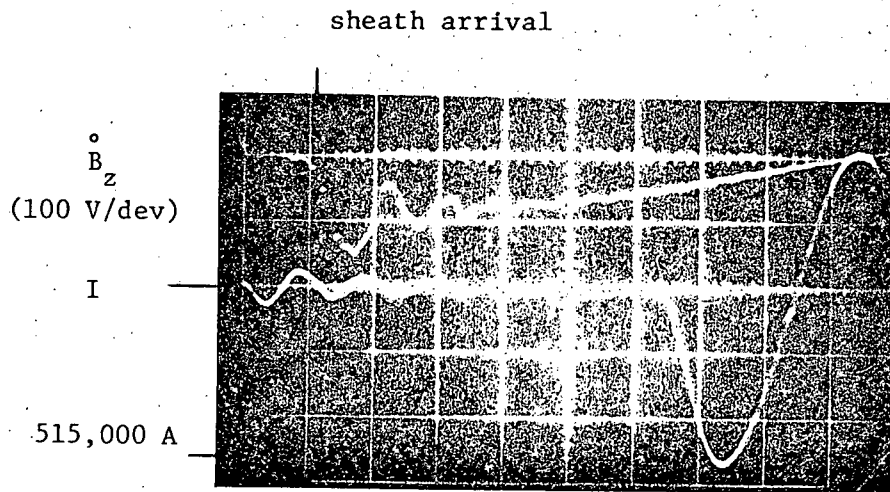 sheath arrival
B̊z
(100 V/dev)
I
515,000 A